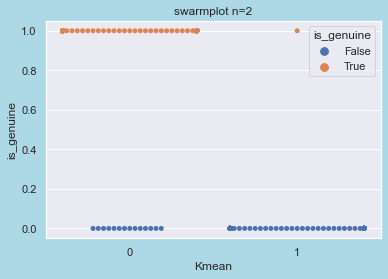 swarmplot n=2
is_genuine
False
True
1.0
0.8
0.6
0.4
0.2
0.0
is_genuine
0
1
Kmean